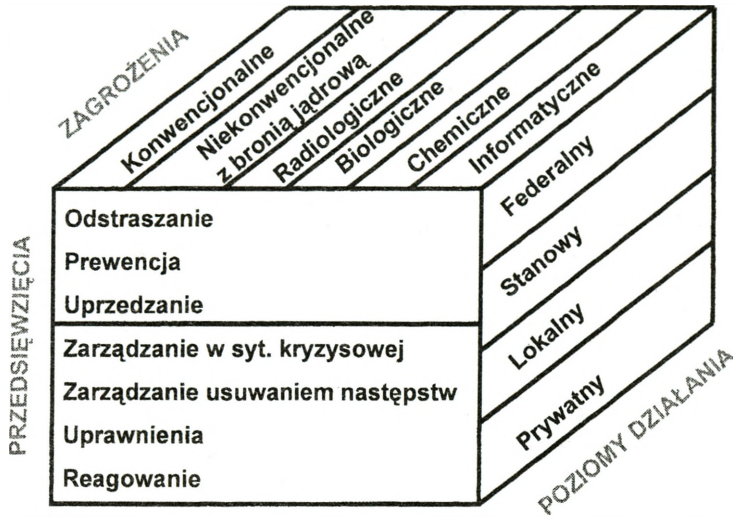 ZAGROŻENIA
Konwencjonalne
Niekonwencjonalne
z bronią jądrową
Radiologiczne
Biologiczne
Chemiczne
Informatyczne
PRZEDSIĘWZIĘCIA
Odstraszanie
Prewencja
Uprzedzanie
Zarządzanie w syt. kryzysowej
Zarządzanie usuwaniem następstw
Uprawnienia
Reagowanie
Federalny
Stanowy
Lokalny
Prywatny
POZIOMY DZIAŁANIA